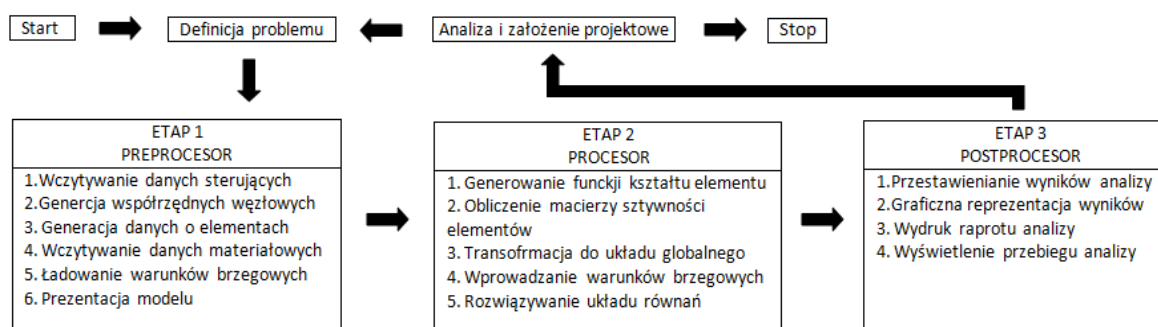 Start
Definicja problemu
Analiza i założenie projektowe
Stop
ETAP 1
PREPROCESOR
1.Wczytywanie danych sterujących
2.Genercja współrzędnych węzłowych
3. Generacja danych o elementach
4. Wczytywanie danych materiałowych
5. Ładowanie warunków brzegowych
6. Prezentacja modelu
ETAP 2
PROCESOR
1. Generowanie funckji kształtu elementu
2. Obliczenie macierzy sztywności
elementów
3. Transofrmacja do układu globalnego
4. Wprowadzanie warunków brzegowych
5. Rozwiązywanie układu równań
ETAP 3
POSTPROCESOR
1.Przestawienianie wyników analizy
2.Graficzna reprezentacja wyników
3. Wydruk raprotu analizy
4. Wyświetlenie przebiegu analizy